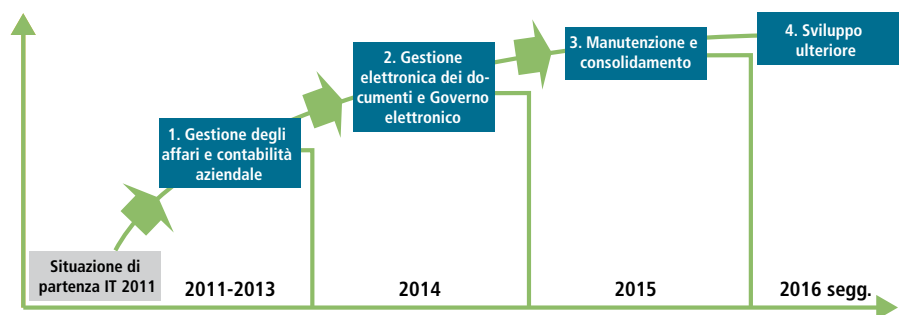 4. Sviluppo
ulteriore
3. Manutenzione e
consolidamento
2. Gestione
elettronica dei do-
cumenti e Governo
elettronico
1. Gestione degli
affari e contabilità
aziendale
Situazione di
partenza IT 2011
2011-2013
2014
2015
2016 segg.